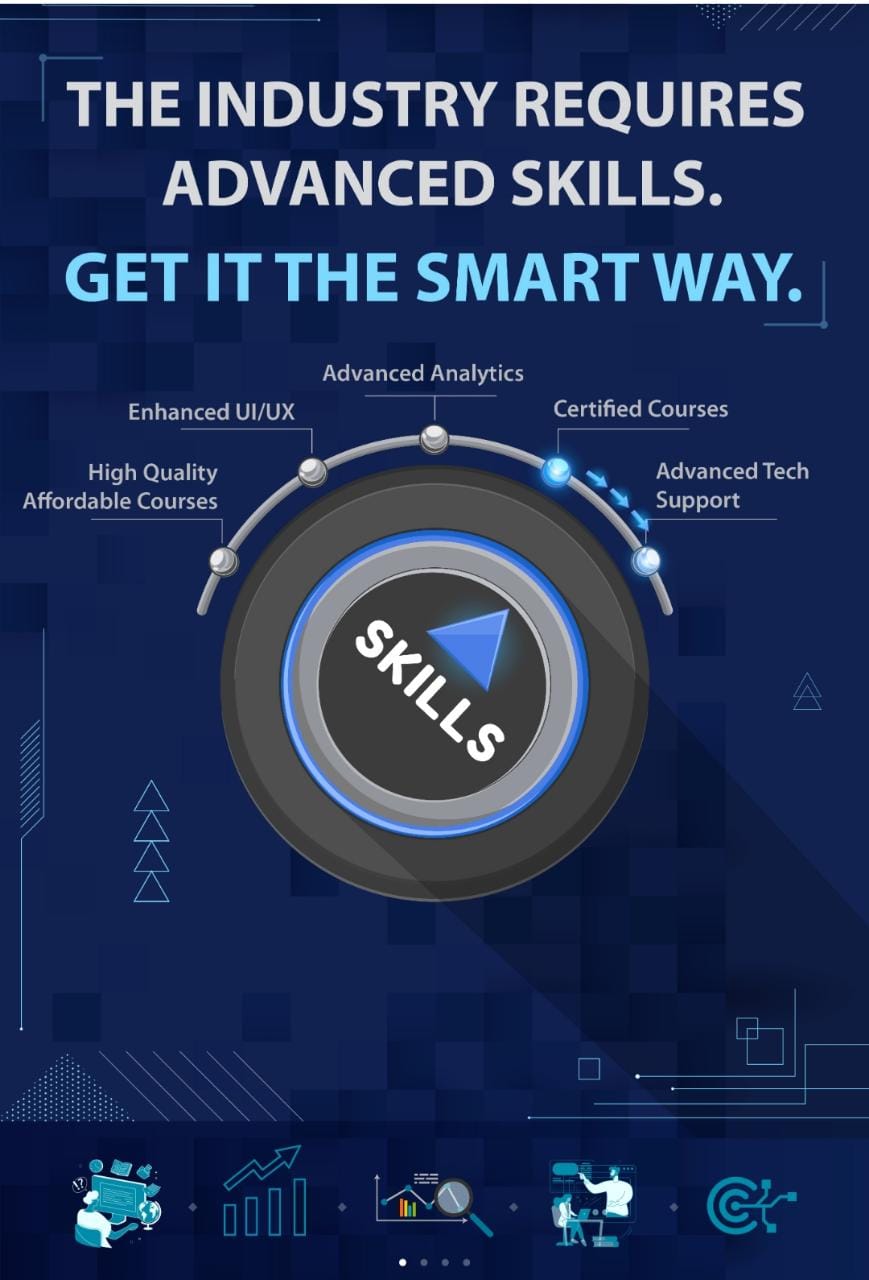 THE INDUSTRY REQUIRES
ADVANCED SKILLS.
GET IT THE SMART WAY.
Advanced Analytics
Enhanced UI/UX
Certified Courses
High Quality
Affordable Courses
Advanced Tech
Support
SKILLS
!?